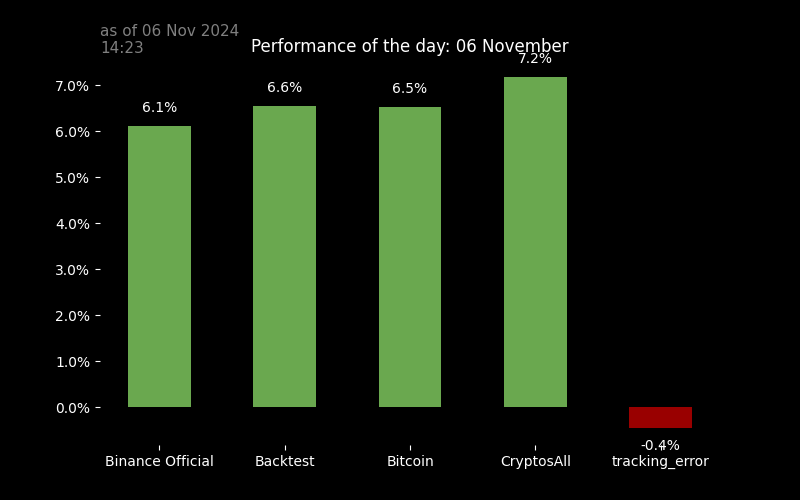 as of 06 Nov 2024
14:23
Performance of the day: 06 November
7.2%
7.0%
6.6%
6.5%
6.1%
6.0%
5.0%
4.0%
3.0%
2.0%
1.0%
0.0%
-0.4%
Binance Official
Backtest
Bitcoin
CryptosAll
tracking_error